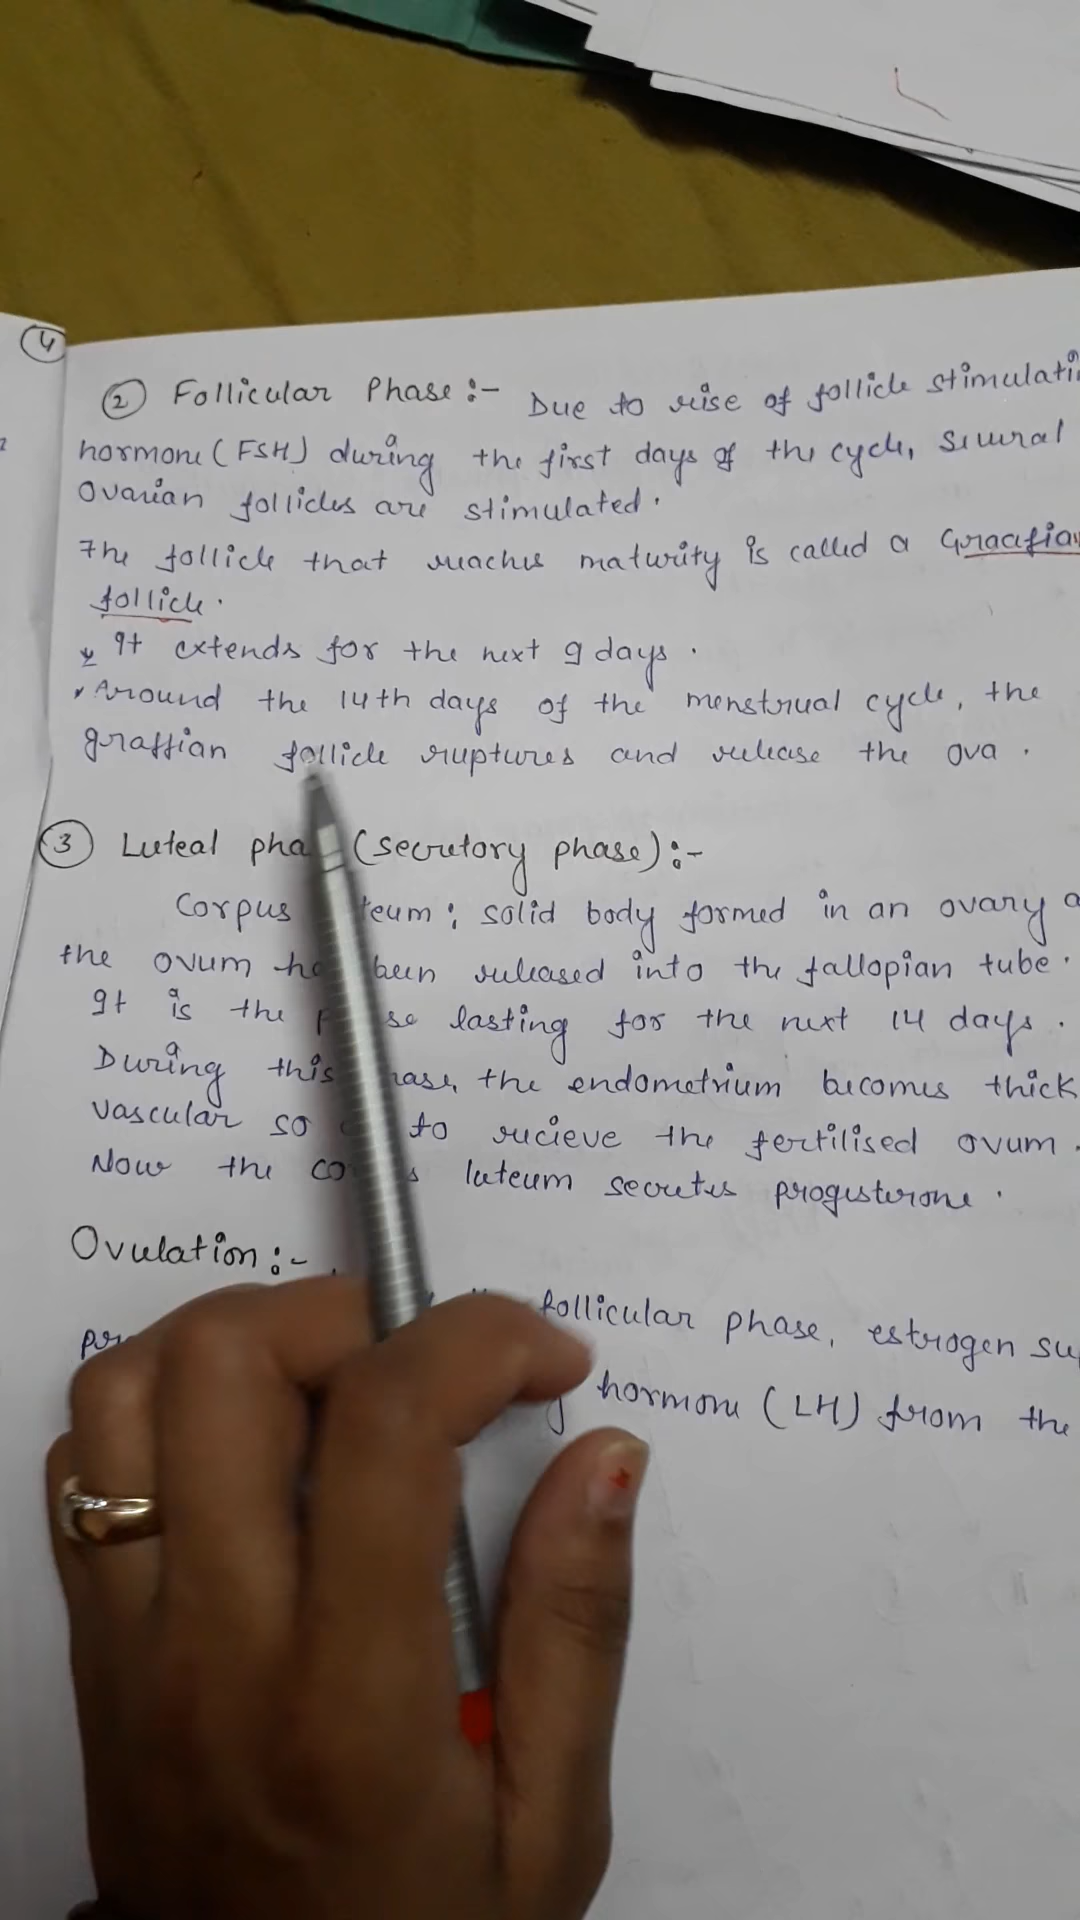 4
② Follicular Phase :- Due to rise of follicle stimulati
hormone (FSH) during the first days of the cycle, several
ovarian follicles are stimulated.
The follicle that reaches maturity is called a Graafian
follicle.
* It extends for the next 9 days.
• Around the 14th days of the menstrual cycle, the
graffian follicle ruptures and release the ova.
③ Luteal pha (secretory phase) :-
Corpus teum; solid body formed in an ovary a
the ovum ha been released into the fallopian tube.
It is the p se lasting for the next 14 days.
During this hase, the endometrium becomes thick
vascular so to recieve the fertilised ovum.
Now the co s luteum secretes progesterone.
Ovulation :-
follicular phase, estrogen su
hormone (LH) from the